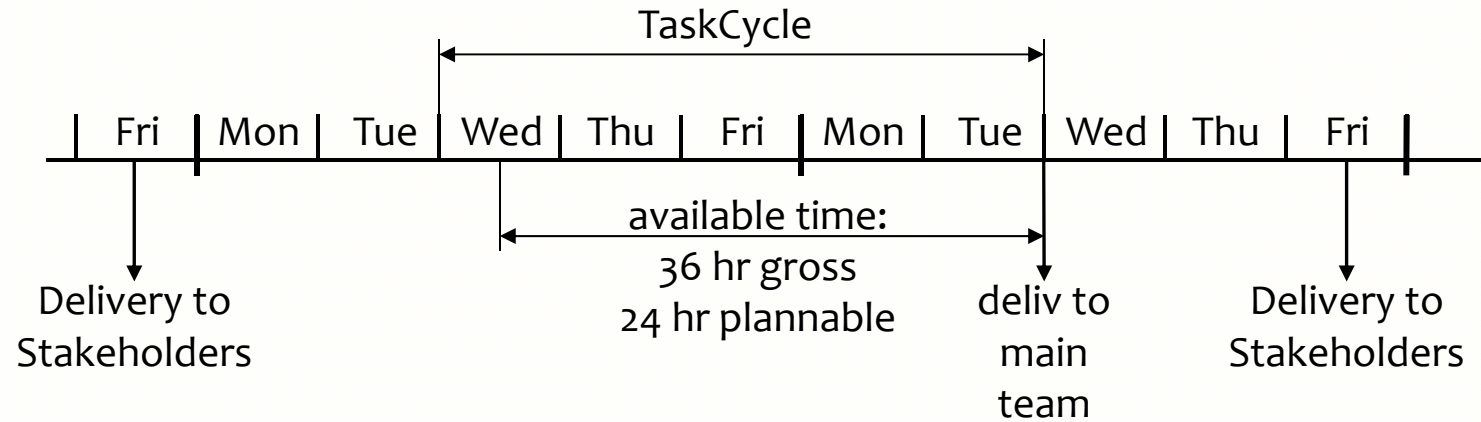 TaskCycle
Fri Mon Tue Wed Thu Fri Mon Tue Wed Thu Fri
available time:
36 hr gross
24 hr plannable
Delivery to
Stakeholders
deliv to
main
team
Delivery to
Stakeholders